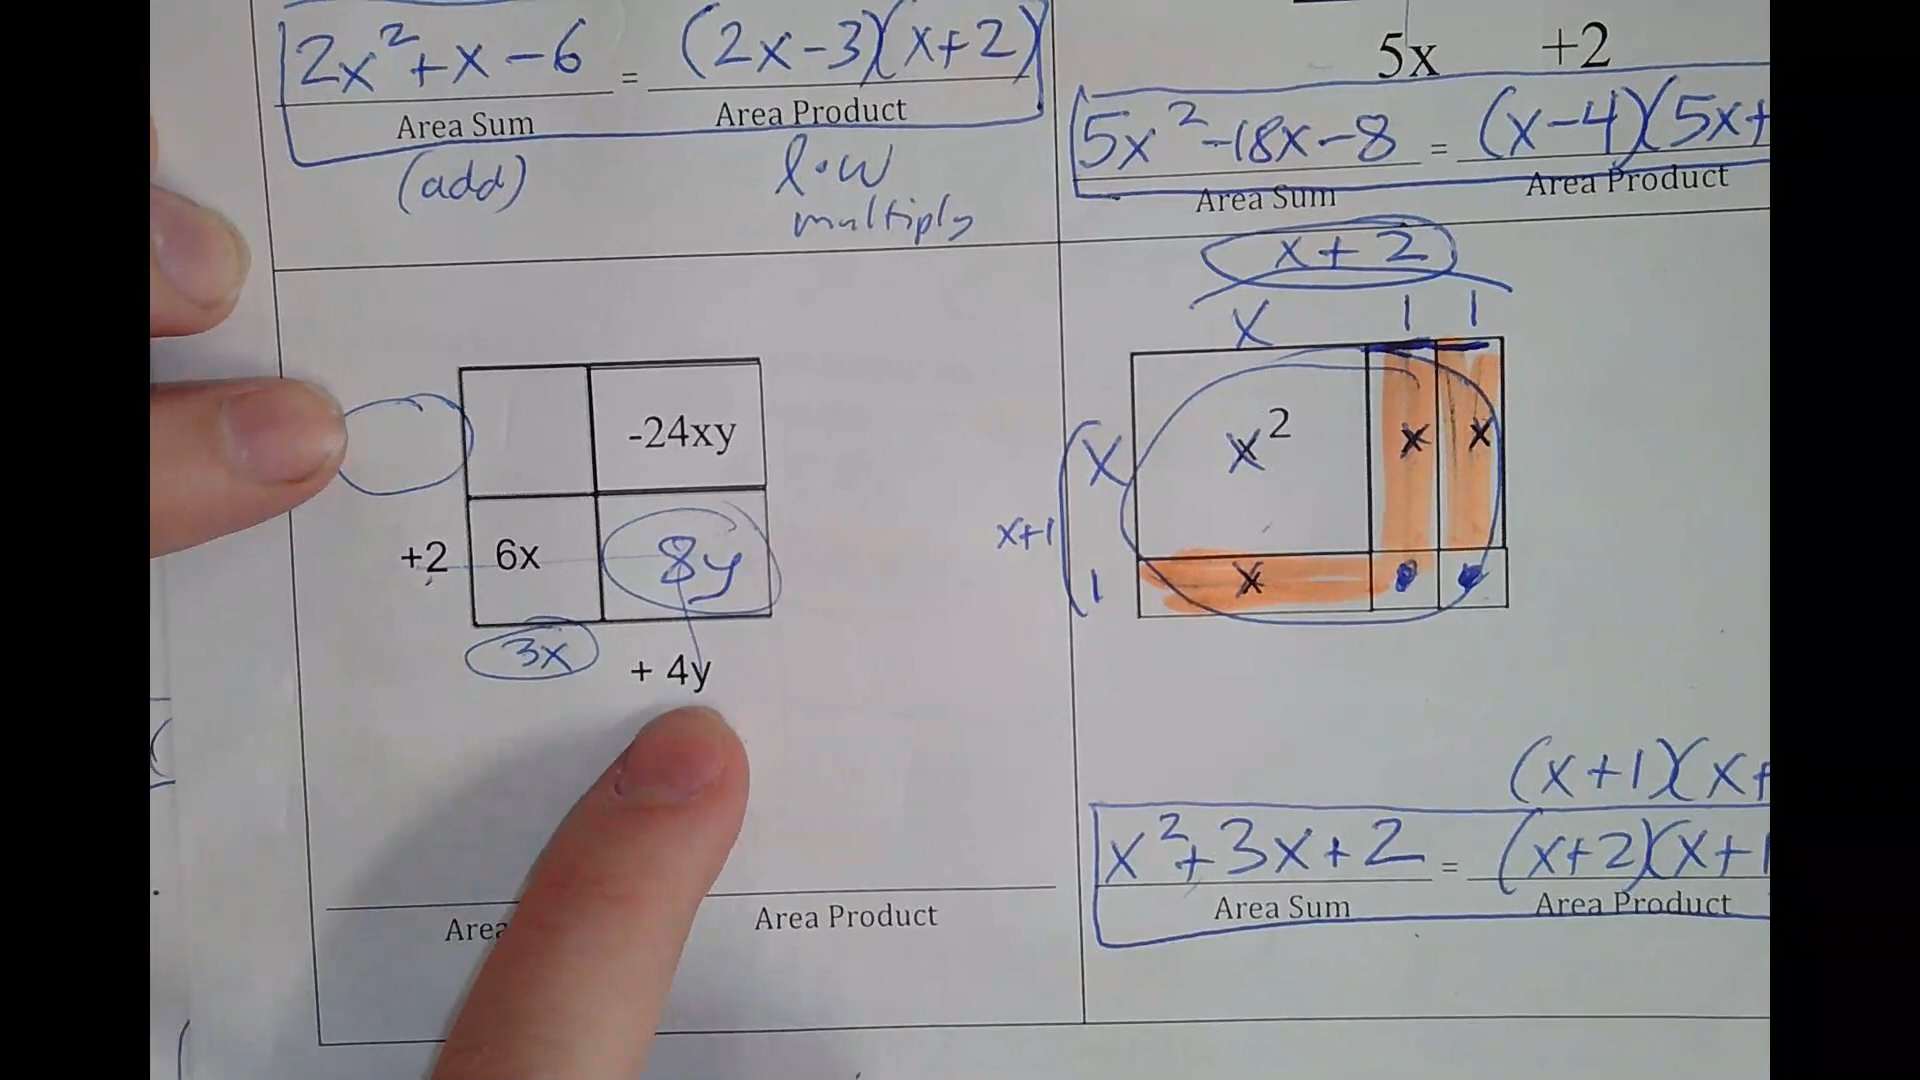 2x²+x-6 = (2x-3)(x+2)
Area Sum Area Product
(add) l·w
multiply
5x +2
5x²-18x-8 = (x-4)(5x+
Area Sum Area Product
-24xy
+2 6x 8y
3x + 4y
Area Product
x+2
x 1 1
x x² x x
x+1
1 x
(x+1)(x+
x²+3x+2 = (x+2)(x+1
Area Sum Area Product